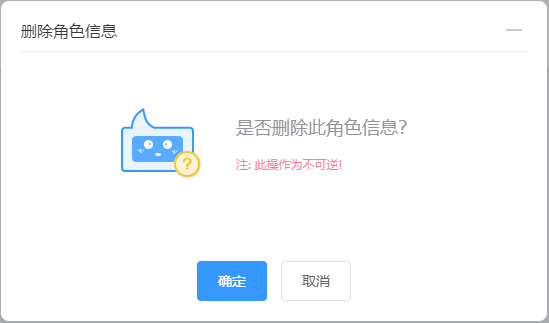 删除角色信息
是否删除此角色信息?
?
注: 此操作为不可逆!
确定
取消